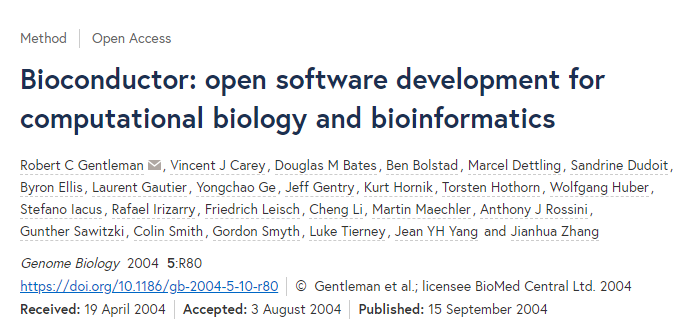 Method | Open Access
Bioconductor: open software development for
computational biology and bioinformatics
Robert C Gentleman, Vincent J Carey, Douglas M Bates, Ben Bolstad, Marcel Dettling, Sandrine Dudoit,
Byron Ellis, Laurent Gautier, Yongchao Ge, Jeff Gentry, Kurt Hornik, Torsten Hothorn, Wolfgang Huber,
Stefano Iacus, Rafael Irizarry, Friedrich Leisch, Cheng Li, Martin Maechler, Anthony J Rossini,
Gunther Sawitzki, Colin Smith, Gordon Smyth, Luke Tierney, Jean YH Yang and Jianhua Zhang
Genome Biology 2004 5:R80
https://doi.org/10.1186/gb-2004-5-10-r80 | © Gentleman et al.; licensee BioMed Central Ltd. 2004
Received: 19 April 2004 | Accepted: 3 August 2004 | Published: 15 September 2004